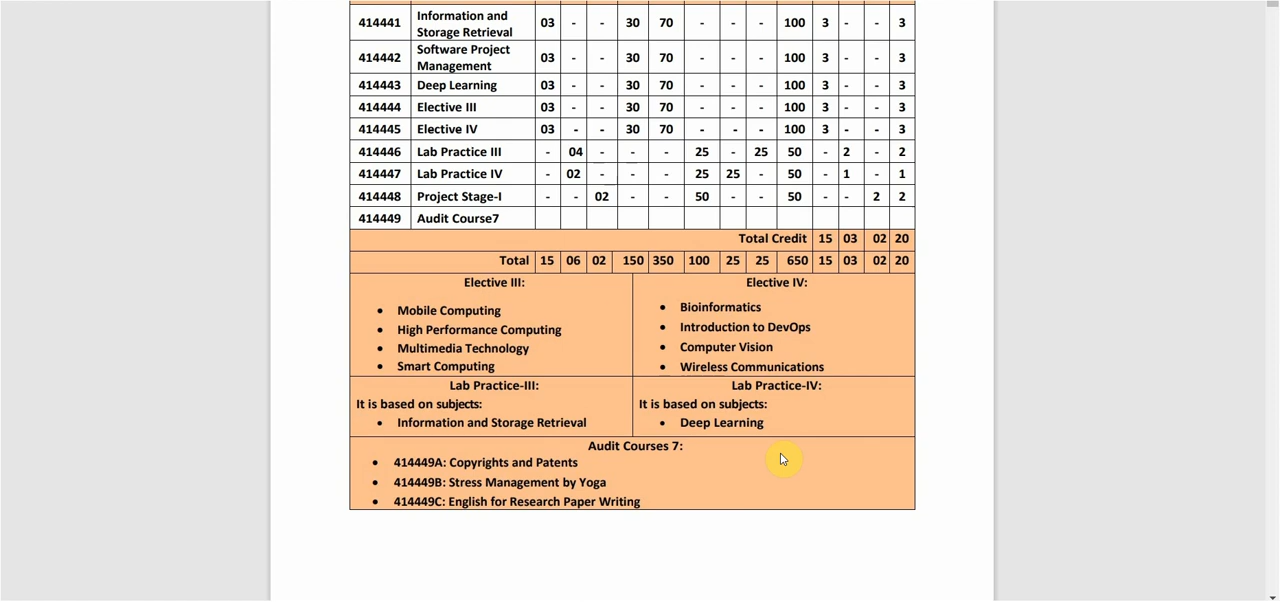 414441 Information and Storage Retrieval 03 - - 30 70 - - - 100 3 - - 3
414442 Software Project Management 03 - - 30 70 - - - 100 3 - - 3
414443 Deep Learning 03 - - 30 70 - - - 100 3 - - 3
414444 Elective III 03 - - 30 70 - - - 100 3 - - 3
414445 Elective IV 03 - - 30 70 - - - 100 3 - - 3
414446 Lab Practice III - 04 - - - 25 - 25 50 - 2 - 2
414447 Lab Practice IV - 02 - - - 25 25 - 50 - 1 - 1
414448 Project Stage-I - - 02 - - 50 - - 50 - - 2 2
414449 Audit Course7
Total Credit 15 03 02 20
Total 15 06 02 150 350 100 25 25 650 15 03 02 20
Elective III:
• Mobile Computing
• High Performance Computing
• Multimedia Technology
• Smart Computing
Elective IV:
• Bioinformatics
• Introduction to DevOps
• Computer Vision
• Wireless Communications
Lab Practice-III:
It is based on subjects:
• Information and Storage Retrieval
Lab Practice-IV:
It is based on subjects:
• Deep Learning
Audit Courses 7:
• 414449A: Copyrights and Patents
• 414449B: Stress Management by Yoga
• 414449C: English for Research Paper Writing